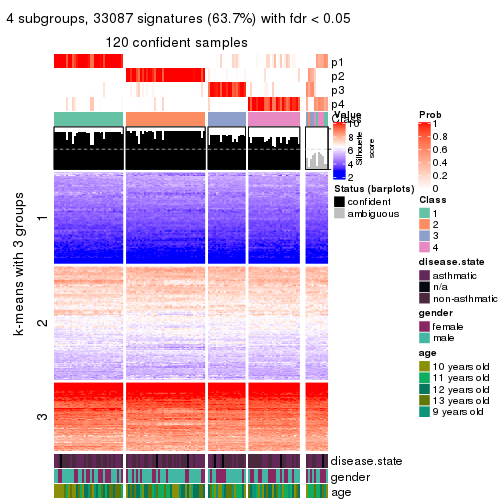 4 subgroups, 33087 signatures (63.7%) with fdr < 0.05
120 confident samples
p1
p2
p3
p4
Class
Silhouette
score
k-means with 3 groups
1
2
3
disease.state
gender
age
Value
10
8
6
4
2
Status (barplots)
confident
ambiguous
Prob
1
0.8
0.6
0.4
0.2
0
Class
1
2
3
4
disease.state
asthmatic
n/a
non-asthmatic
gender
female
male
age
10 years old
11 years old
12 years old
13 years old
9 years old